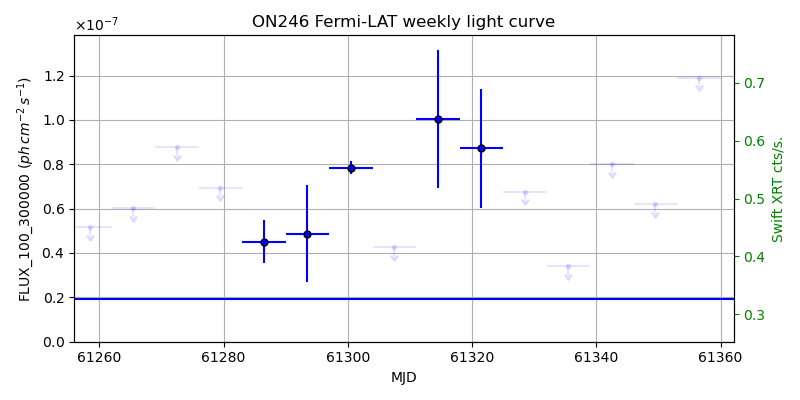 ON246 Fermi-LAT weekly light curve
×10⁻⁷
FLUX_100_300000 (ph cm⁻² s⁻¹)
1.2
1.0
0.8
0.6
0.4
0.2
0.0
0.7
0.6
0.5
0.4
0.3
Swift XRT cts/s.
61260 61280 61300 61320 61340 61360
MJD